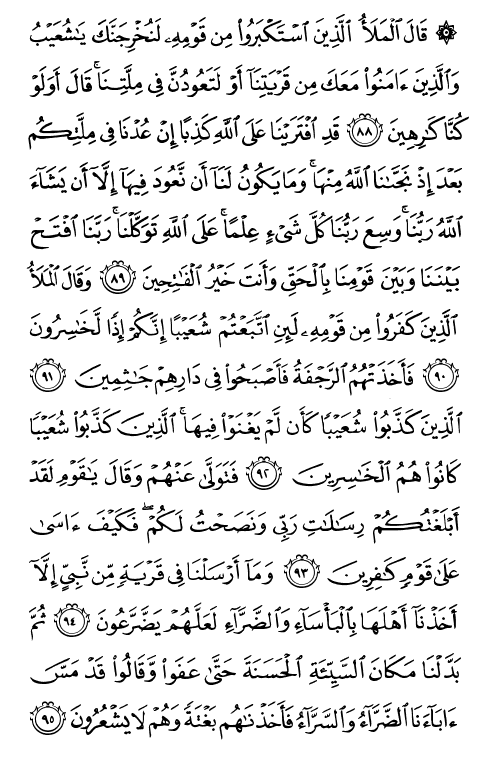 ۞ قَالَ ٱلۡمَلَأُ ٱلَّذِينَ ٱسۡتَكۡبَرُواْ مِن قَوۡمِهِۦ لَنُخۡرِجَنَّكَ يَٰشُعَيۡبُ
وَٱلَّذِينَ ءَامَنُواْ مَعَكَ مِن قَرۡيَتِنَآ أَوۡ لَتَعُودُنَّ فِي مِلَّتِنَاۚ قَالَ أَوَلَوۡ
كُنَّا كَٰرِهِينَ ٨٨ قَدِ ٱفۡتَرَيۡنَا عَلَى ٱللَّهِ كَذِبًا إِنۡ عُدۡنَا فِي مِلَّتِكُم
بَعۡدَ إِذۡ نَجَّىٰنَا ٱللَّهُ مِنۡهَاۚ وَمَا يَكُونُ لَنَآ أَن نَّعُودَ فِيهَآ إِلَّآ أَن يَشَآءَ
ٱللَّهُ رَبُّنَاۚ وَسِعَ رَبُّنَا كُلَّ شَيۡءٍ عِلۡمًاۚ عَلَى ٱللَّهِ تَوَكَّلۡنَاۚ رَبَّنَا ٱفۡتَحۡ
بَيۡنَنَا وَبَيۡنَ قَوۡمِنَا بِٱلۡحَقِّ وَأَنتَ خَيۡرُ ٱلۡفَٰتِحِينَ ٨٩ وَقَالَ ٱلۡمَلَأُ
ٱلَّذِينَ كَفَرُواْ مِن قَوۡمِهِۦ لَئِنِ ٱتَّبَعۡتُمۡ شُعَيۡبًا إِنَّكُمۡ إِذٗا لَّخَٰسِرُونَ
٩٠ فَأَخَذَتۡهُمُ ٱلرَّجۡفَةُ فَأَصۡبَحُواْ فِي دَارِهِمۡ جَٰثِمِينَ ٩١
ٱلَّذِينَ كَذَّبُواْ شُعَيۡبٗا كَأَن لَّمۡ يَغۡنَوۡاْ فِيهَاۚ ٱلَّذِينَ كَذَّبُواْ شُعَيۡبٗا
كَانُواْ هُمُ ٱلۡخَٰسِرِينَ ٩٢ فَتَوَلَّىٰ عَنۡهُمۡ وَقَالَ يَٰقَوۡمِ لَقَدۡ
أَبۡلَغۡتُكُمۡ رِسَٰلَٰتِ رَبِّي وَنَصَحۡتُ لَكُمۡۖ فَكَيۡفَ ءَاسَىٰ
عَلَىٰ قَوۡمٖ كَٰفِرِينَ ٩٣ وَمَآ أَرۡسَلۡنَا فِي قَرۡيَةٖ مِّن نَّبِيٍّ إِلَّآ
أَخَذۡنَآ أَهۡلَهَا بِٱلۡبَأۡسَآءِ وَٱلضَّرَّآءِ لَعَلَّهُمۡ يَضَّرَّعُونَ ٩٤ ثُمَّ
بَدَّلۡنَا مَكَانَ ٱلسَّيِّئَةِ ٱلۡحَسَنَةَ حَتَّىٰ عَفَواْ وَّقَالُواْ قَدۡ مَسَّ
ءَابَآءَنَا ٱلضَّرَّآءُ وَٱلسَّرَّآءُ فَأَخَذۡنَٰهُم بَغۡتَةٗ وَهُمۡ لَا يَشۡعُرُونَ ٩٥